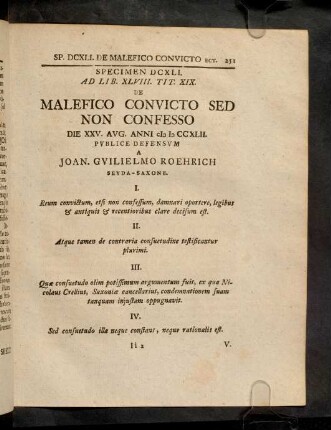 SP. DCXLI. DE MALEFICO CONVICTO ECT. 251
SPECIMEN DCXLI.
AD LIB. XLVIII. TIT. XIX.
DE
MALEFICO CONVICTO SED
NON CONFESSO
DIE XXV. AVG. ANNI cIɔ Iɔ CCXLII.
PVBLICE DEFENSVM
A
JOAN. GVILIELMO ROEHRICH
SEYDA-SAXONE.
I.
Reum convictum, etsi non confessum, damnari oportere, legibus
& antiquis & recentioribus clare decisum est.
II.
Atque tamen de contraria consuetudine testificantur
plurimi.
III.
Quæ consuetudo olim potissimum argumentum fuit, ex quo Ni-
colaus Crellius, Saxoniæ cancellarius, condemnationem suam
tanquam injustam oppugnavit.
IV.
Sed consuetudo illa neque constans, neque rationalis est.
Ii 2 V.